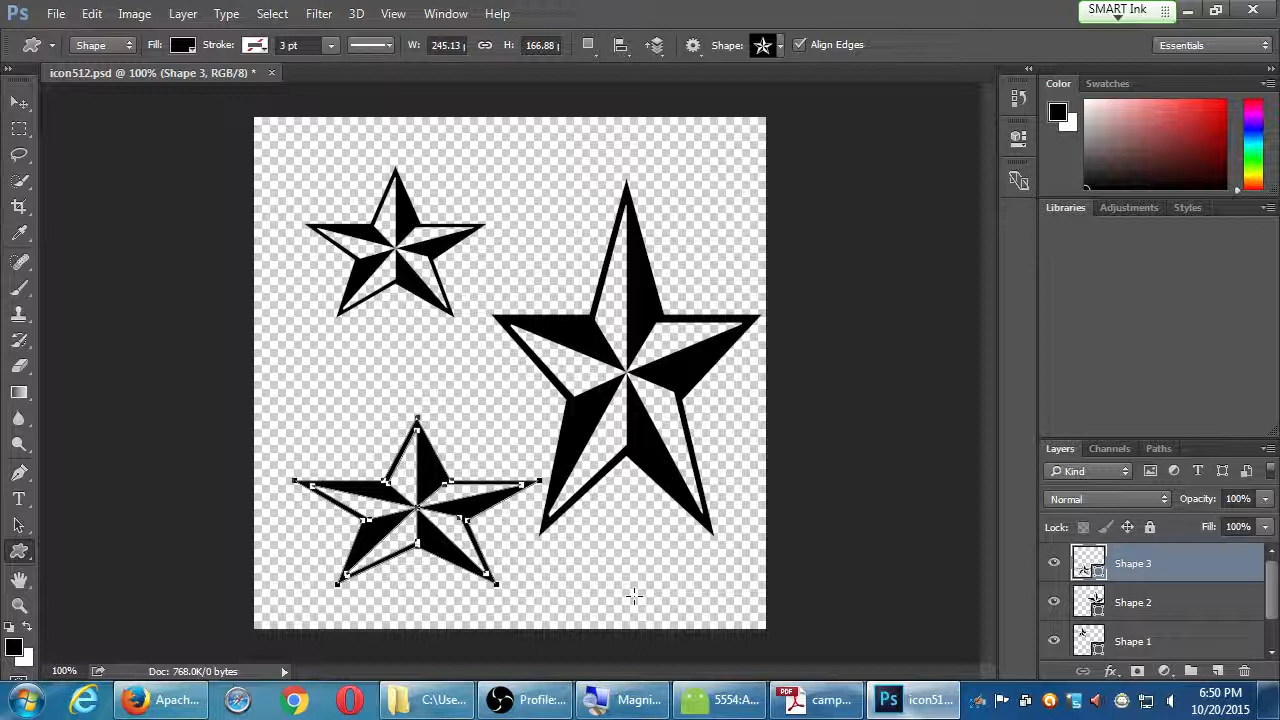 SMART Ink
Ps File Edit Image Layer Type Select Filter 3D View Window Help
Shape Fill: Stroke: 3 pt W: 245.13 H: 166.88 Shape: Align Edges Essentials
icon512.psd @ 100% (Shape 3, RGB/8) *
Color Swatches
Libraries Adjustments Styles
Layers Channels Paths
Kind
Normal Opacity: 100%
Lock: Fill: 100%
Shape 3
Shape 2
Shape 1
100% Doc: 768.0K/0 bytes
Apach... C:\Use... Profile:... Magni... 5554:A... PDF camp... Ps icon51... 6:50 PM
10/20/2015